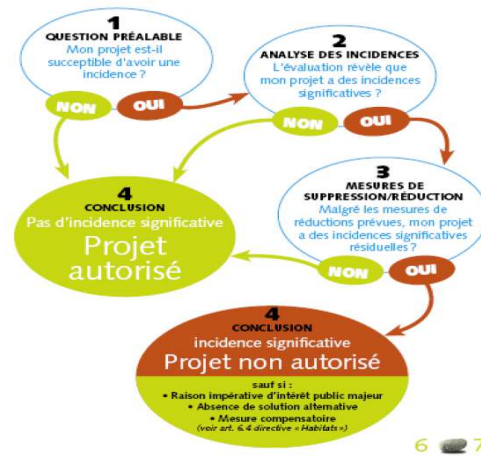 1
QUESTION PRÉALABLE
Mon projet est-il
succeptible d'avoir une
incidence ?
NON
OUI
2
ANALYSE DES INCIDENCES
L'évaluation révèle que
mon projet a des incidences
significatives ?
NON
OUI
3
MESURES DE
SUPPRESSION/RÉDUCTION
Malgré les mesures de
réductions prévues, mon projet
a des incidences significatives
résiduelles ?
NON
OUI
4
CONCLUSION
Pas d'incidence significative
Projet
autorisé
4
CONCLUSION
incidence significative
Projet non autorisé
sauf si :
• Raison impérative d'intérêt public majeur
• Absence de solution alternative
• Mesure compensatoire
(voir art. 6.4 directive « Habitats »)
6 7